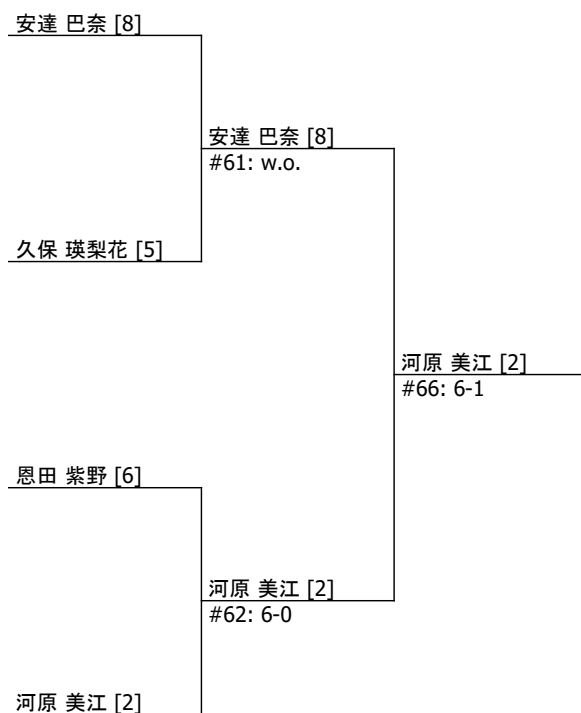 安達 巴奈 [8]
安達 巴奈 [8]
#61: w.o.
久保 瑛梨花 [5]
河原 美江 [2]
#66: 6-1
恩田 紫野 [6]
河原 美江 [2]
#62: 6-0
河原 美江 [2]